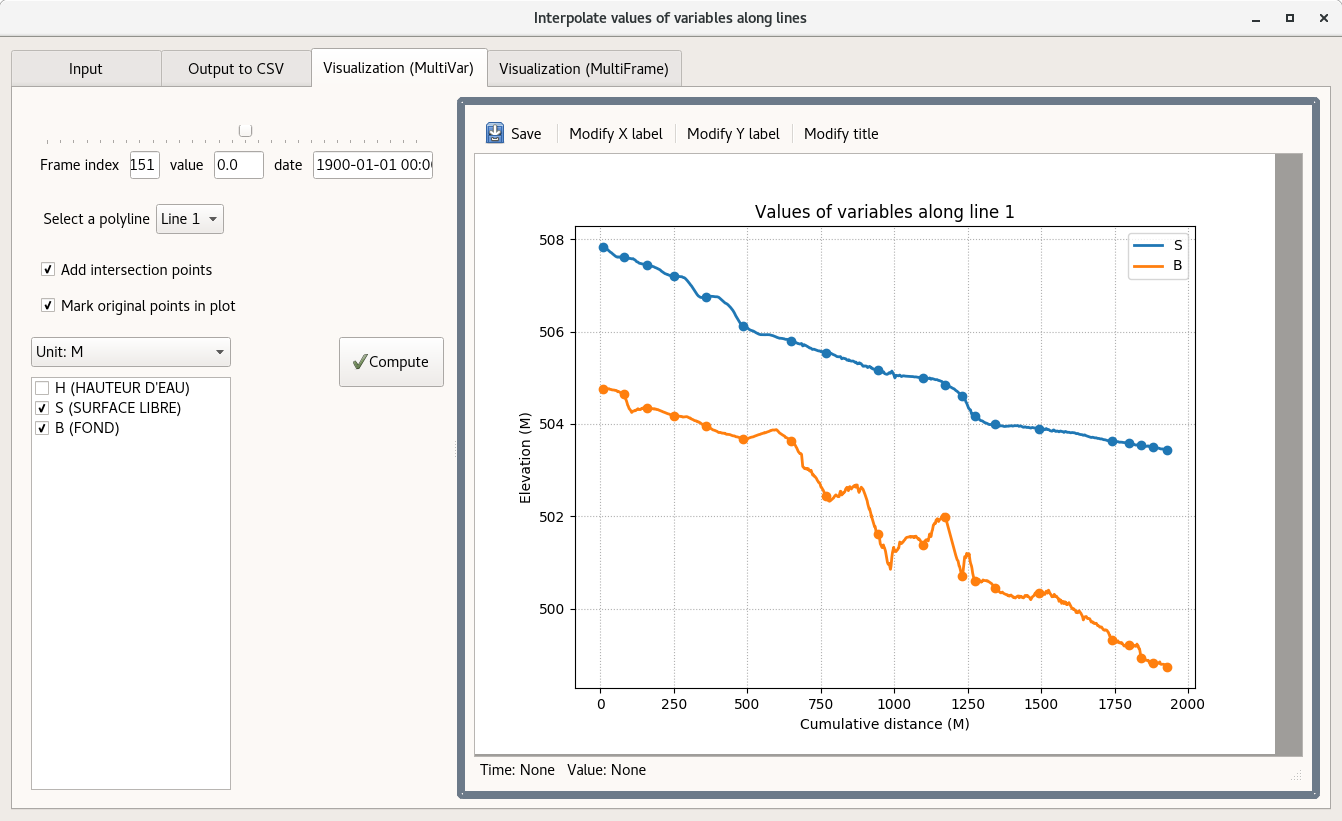 Interpolate values of variables along lines
Input Output to CSV Visualization (MultiVar) Visualization (MultiFrame)
Frame index 151 value 0.0 date 1900-01-01
Select a polyline Line 1
Add intersection points
Mark original points in plot
Unit: M
Compute
H (HAUTEUR D'EAU)
S (SURFACE LIBRE)
B (FOND)
Save Modify X label Modify Y label Modify title
Values of variables along line 1
S
B
508
506
504
502
500
Elevation (M)
0 250 500 750 1000 1250 1500 1750 2000
Cumulative distance (M)
Time: None Value: None